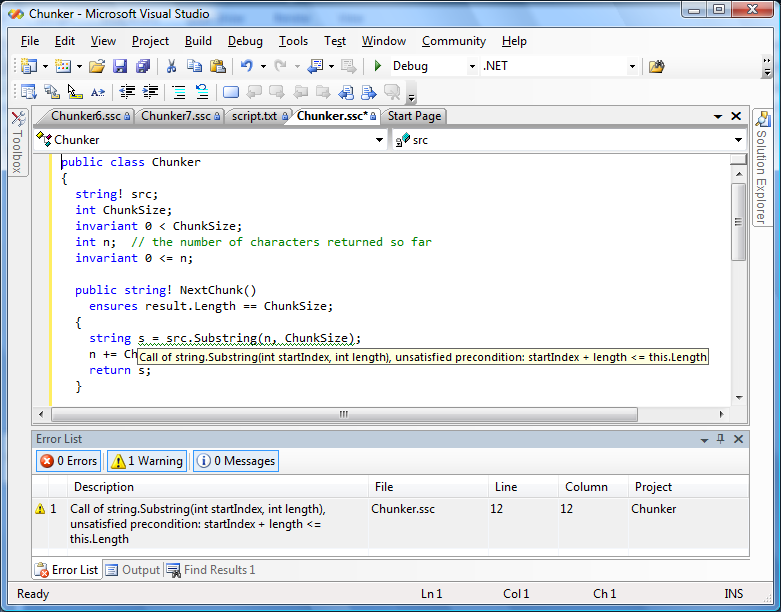 Chunker - Microsoft Visual Studio
File Edit View Project Build Debug Tools Test Window Community Help
Debug .NET
Chunker6.ssc Chunker7.ssc script.txt Chunker.ssc* Start Page
Toolbox
Solution Explorer
Chunker src
public class Chunker
{
string! src;
int ChunkSize;
invariant 0 < ChunkSize;
int n;  // the number of characters returned so far
invariant 0 <= n;
public string! NextChunk()
ensures result.Length == ChunkSize;
{
string s = src.Substring(n, ChunkSize);
n += Ch
Call of string.Substring(int startIndex, int length), unsatisfied precondition: startIndex + length <= this.Length
return s;
}
Error List
0 Errors 1 Warning 0 Messages
Description File Line Column Project
1 Call of string.Substring(int startIndex, int length), Chunker.ssc 12 12 Chunker
unsatisfied precondition: startIndex + length <=
this.Length
Error List Output Find Results 1
Ready Ln 1 Col 1 Ch 1 INS